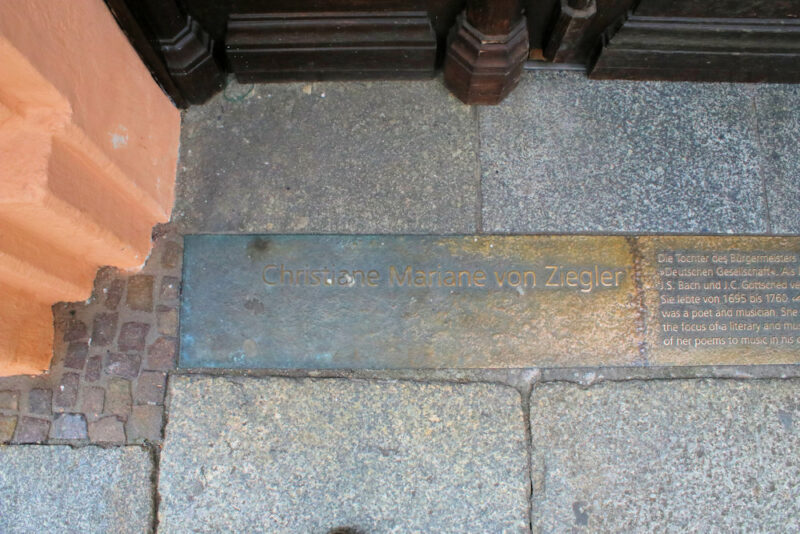 Christiane Mariane von Ziegler
Die Tochter des Bürgermeisters
»Deutschen Gesellschaft«. Als
J.S. Bach und J.C. Gottsched
Sie lebte von 1695 bis 1760.
was a poet and musician. She
the focus of a literary and
of her poems to music in his